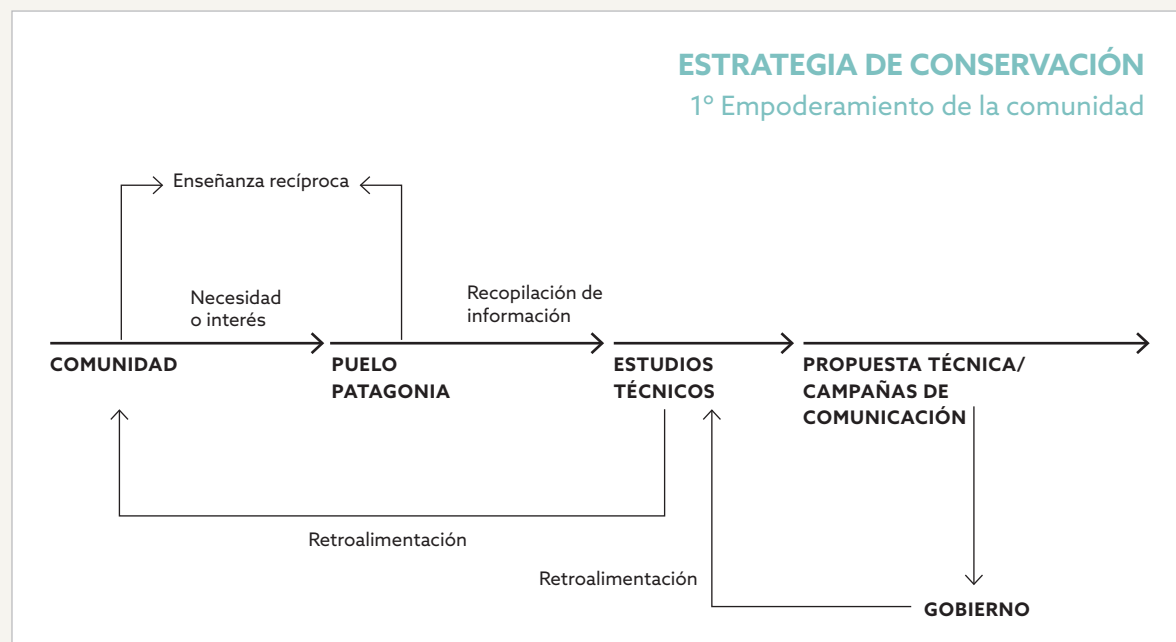 ESTRATEGIA DE CONSERVACIÓN
1º Empoderamiento de la comunidad
Enseñanza recíproca
Necesidad
o interés
Recopilación de
información
COMUNIDAD
PUELO
PATAGONIA
ESTUDIOS
TÉCNICOS
PROPUESTA TÉCNICA/
CAMPAÑAS DE
COMUNICACIÓN
Retroalimentación
Retroalimentación
GOBIERNO